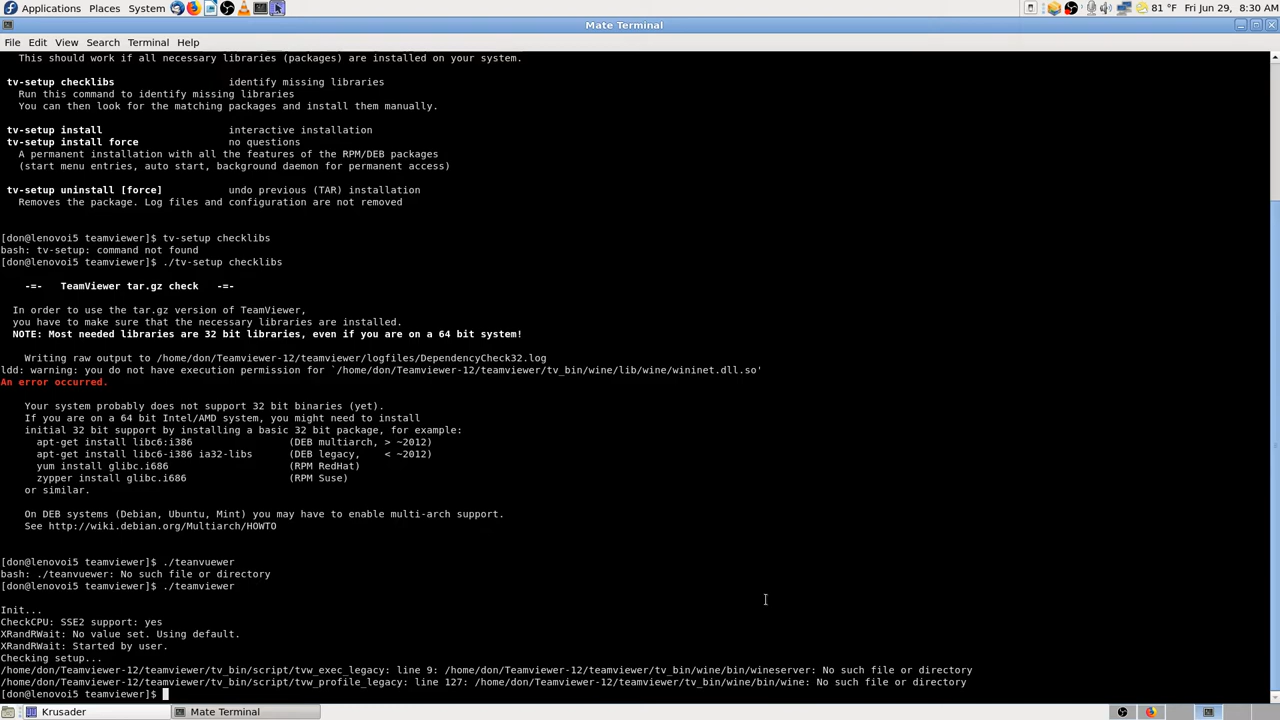 Applications Places System 81 °F Fri Jun 29, 8:30 AM
Mate Terminal
File Edit View Search Terminal Help
This should work if all necessary libraries (packages) are installed on your system.
tv-setup checklibs identify missing libraries
Run this command to identify missing libraries
You can then look for the matching packages and install them manually.
tv-setup install interactive installation
tv-setup install force no questions
A permanent installation with all the features of the RPM/DEB packages
(start menu entries, auto start, background daemon for permanent access)
tv-setup uninstall [force] undo previous (TAR) installation
Removes the package. Log files and configuration are not removed
[don@lenovoi5 teamviewer]$ tv-setup checklibs
bash: tv-setup: command not found
[don@lenovoi5 teamviewer]$ ./tv-setup checklibs
-=- TeamViewer tar.gz check -=-
In order to use the tar.gz version of TeamViewer,
you have to make sure that the necessary libraries are installed.
NOTE: Most needed libraries are 32 bit libraries, even if you are on a 64 bit system!
Writing raw output to /home/don/Teamviewer-12/teamviewer/logfiles/DependencyCheck32.log
ldd: warning: you do not have execution permission for `/home/don/Teamviewer-12/teamviewer/tv_bin/wine/lib/wine/wininet.dll.so'
An error occurred.
Your system probably does not support 32 bit binaries (yet).
If you are on a 64 bit Intel/AMD system, you might need to install
initial 32 bit support by installing a basic 32 bit package, for example:
apt-get install libc6:i386 (DEB multiarch, > ~2012)
apt-get install libc6-i386 ia32-libs (DEB legacy, < ~2012)
yum install glibc.i686 (RPM RedHat)
zypper install glibc.i686 (RPM Suse)
or similar.
On DEB systems (Debian, Ubuntu, Mint) you may have to enable multi-arch support.
See http://wiki.debian.org/Multiarch/HOWTO
[don@lenovoi5 teamviewer]$ ./teanvuewer
bash: ./teanvuewer: No such file or directory
[don@lenovoi5 teamviewer]$ ./teamviewer
Init...
CheckCPU: SSE2 support: yes
XRandRWait: No value set. Using default.
XRandRWait: Started by user.
Checking setup...
/home/don/Teamviewer-12/teamviewer/tv_bin/script/tvw_exec_legacy: line 9: /home/don/Teamviewer-12/teamviewer/tv_bin/wine/bin/wineserver: No such file or directory
/home/don/Teamviewer-12/teamviewer/tv_bin/script/tvw_profile_legacy: line 127: /home/don/Teamviewer-12/teamviewer/tv_bin/wine/bin/wine: No such file or directory
[don@lenovoi5 teamviewer]$
Krusader Mate Terminal